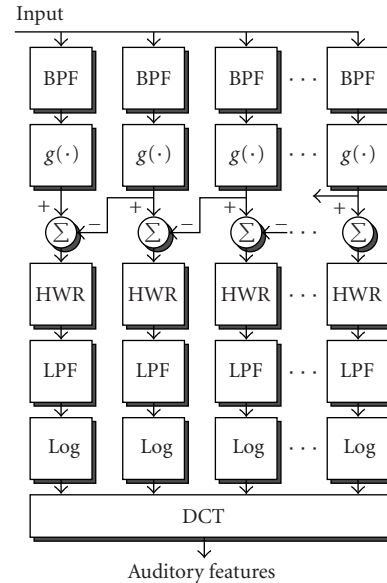 Input
BPF BPF BPF · · · BPF
g(·) g(·) g(·) · · · g(·)
+ − + − + − · · · +
Σ Σ Σ Σ
HWR HWR HWR · · · HWR
LPF LPF LPF · · · LPF
Log Log Log · · · Log
DCT
Auditory features